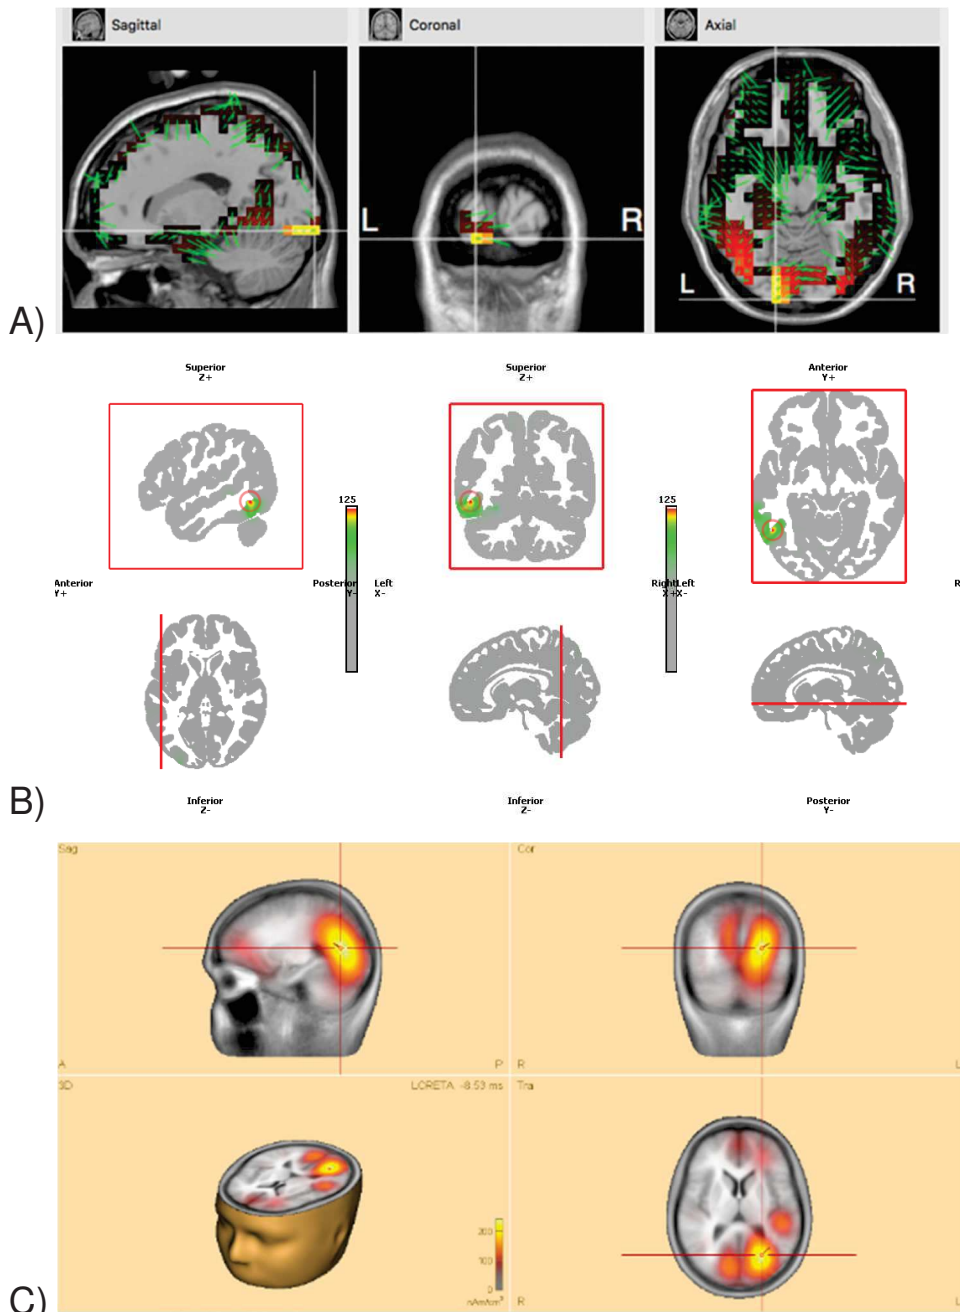 Sagittal
Coronal
Axial
L
R
L
R
A)
Superior
Z+
Superior
Z+
Anterior
Y+
125
125
Anterior
Y+
Posterior
Y-
Left
X-
Right
X+
Left
X-
R
Inferior
Z-
Inferior
Z-
Posterior
Y-
B)
Sag
Cor
A
P
R
L
3D
LORETA -8.53 ms
Tra
200
100
0
nAm/cm³
R
L
C)